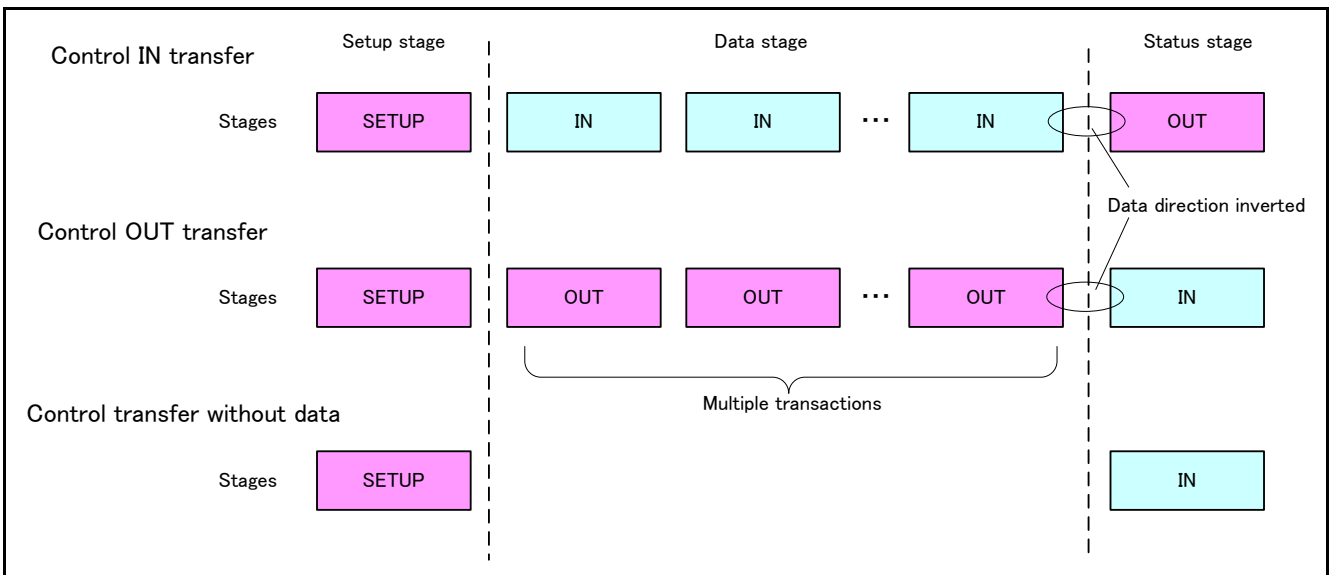 Setup stage
Data stage
Status stage
Control IN transfer
Stages
SETUP
IN
IN
...
IN
OUT
Data direction inverted
Control OUT transfer
Stages
SETUP
OUT
OUT
...
OUT
IN
Multiple transactions
Control transfer without data
Stages
SETUP
IN